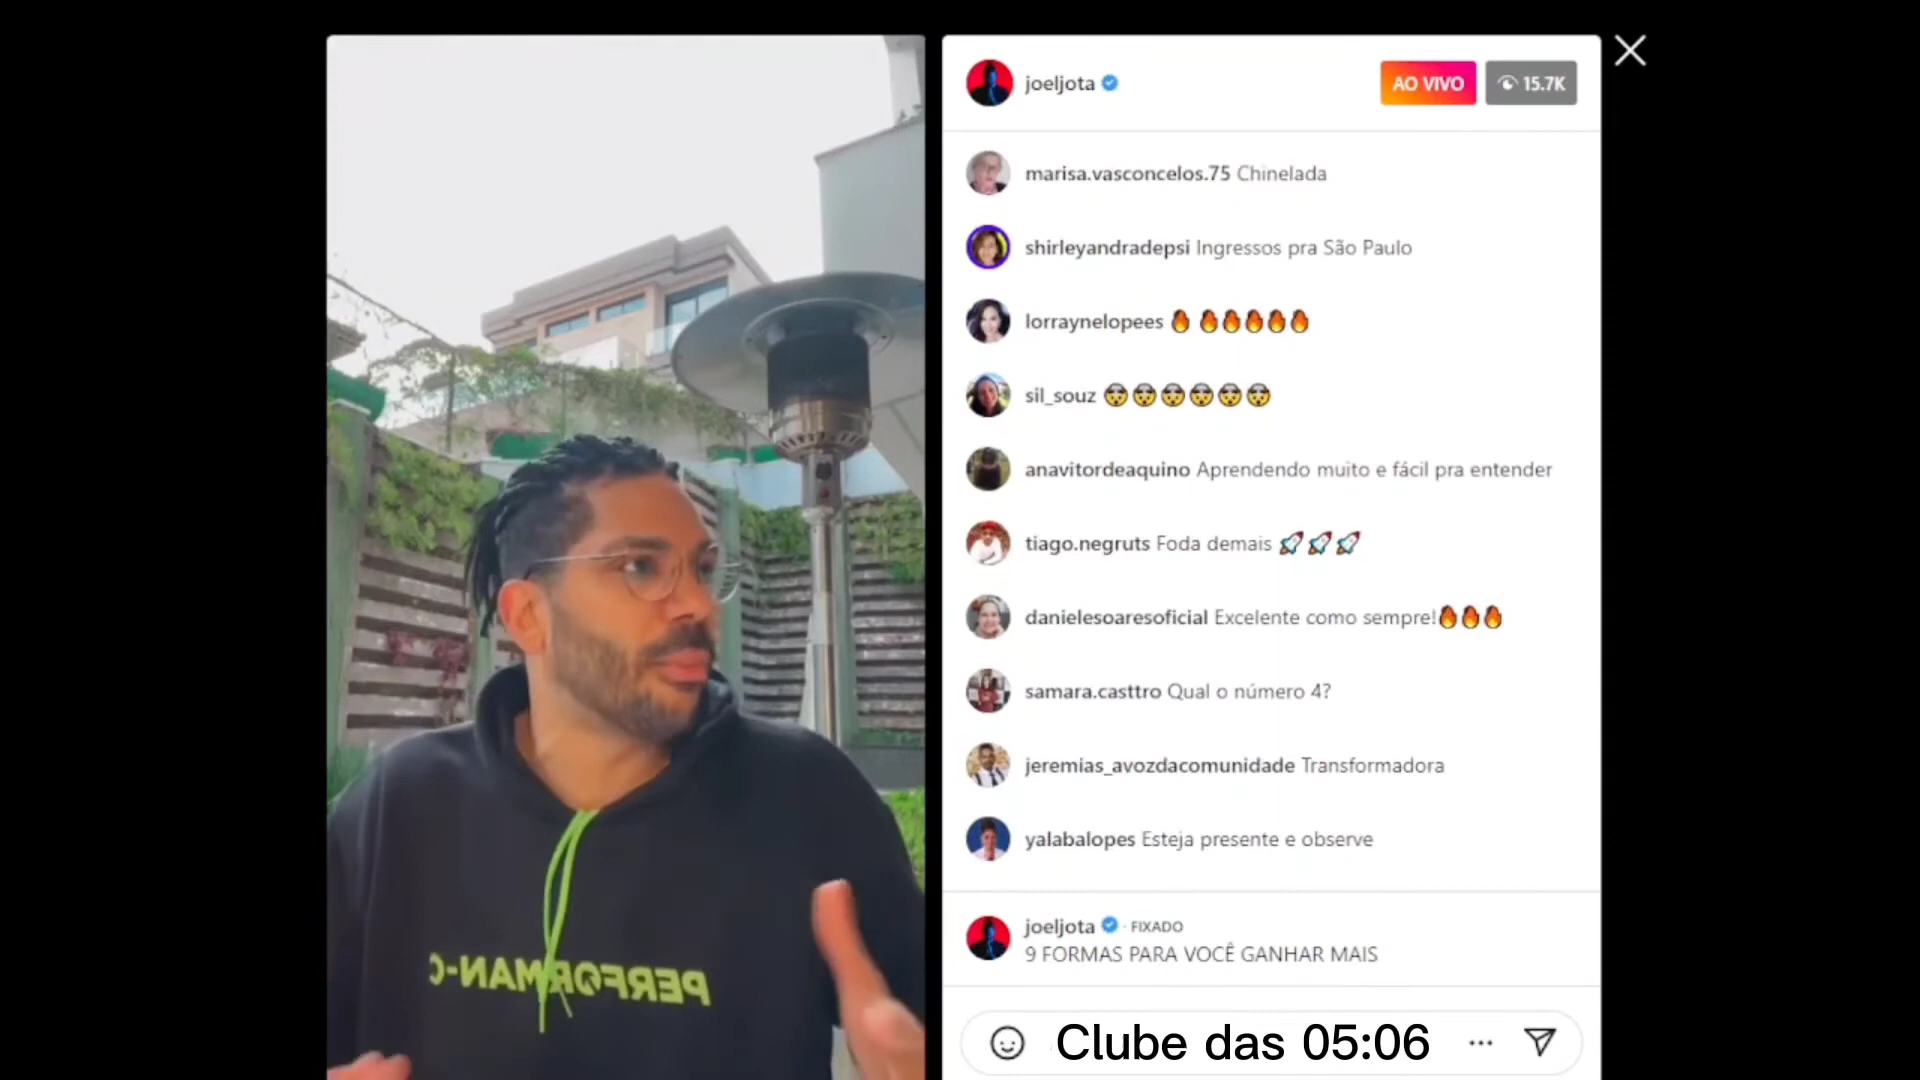 joeljota
AO VIVO
15.7K
marisa.vasconcelos.75 Chinelada
shirleyandradepsi Ingressos pra São Paulo
lorraynelopees 🔥 🔥🔥🔥🔥🔥
sil_souz 🤯🤯🤯🤯🤯🤯
anavitordeaquino Aprendendo muito e fácil pra entender
tiago.negruts Foda demais 🚀🚀🚀
danielesoaresoficial Excelente como sempre!🔥🔥🔥
samara.casttro Qual o número 4?
jeremias_avozdacomunidade Transformadora
yalabalopes Esteja presente e observe
joeljota · FIXADO
9 FORMAS PARA VOCÊ GANHAR MAIS
Clube das 05:06
PERFORMAN-C